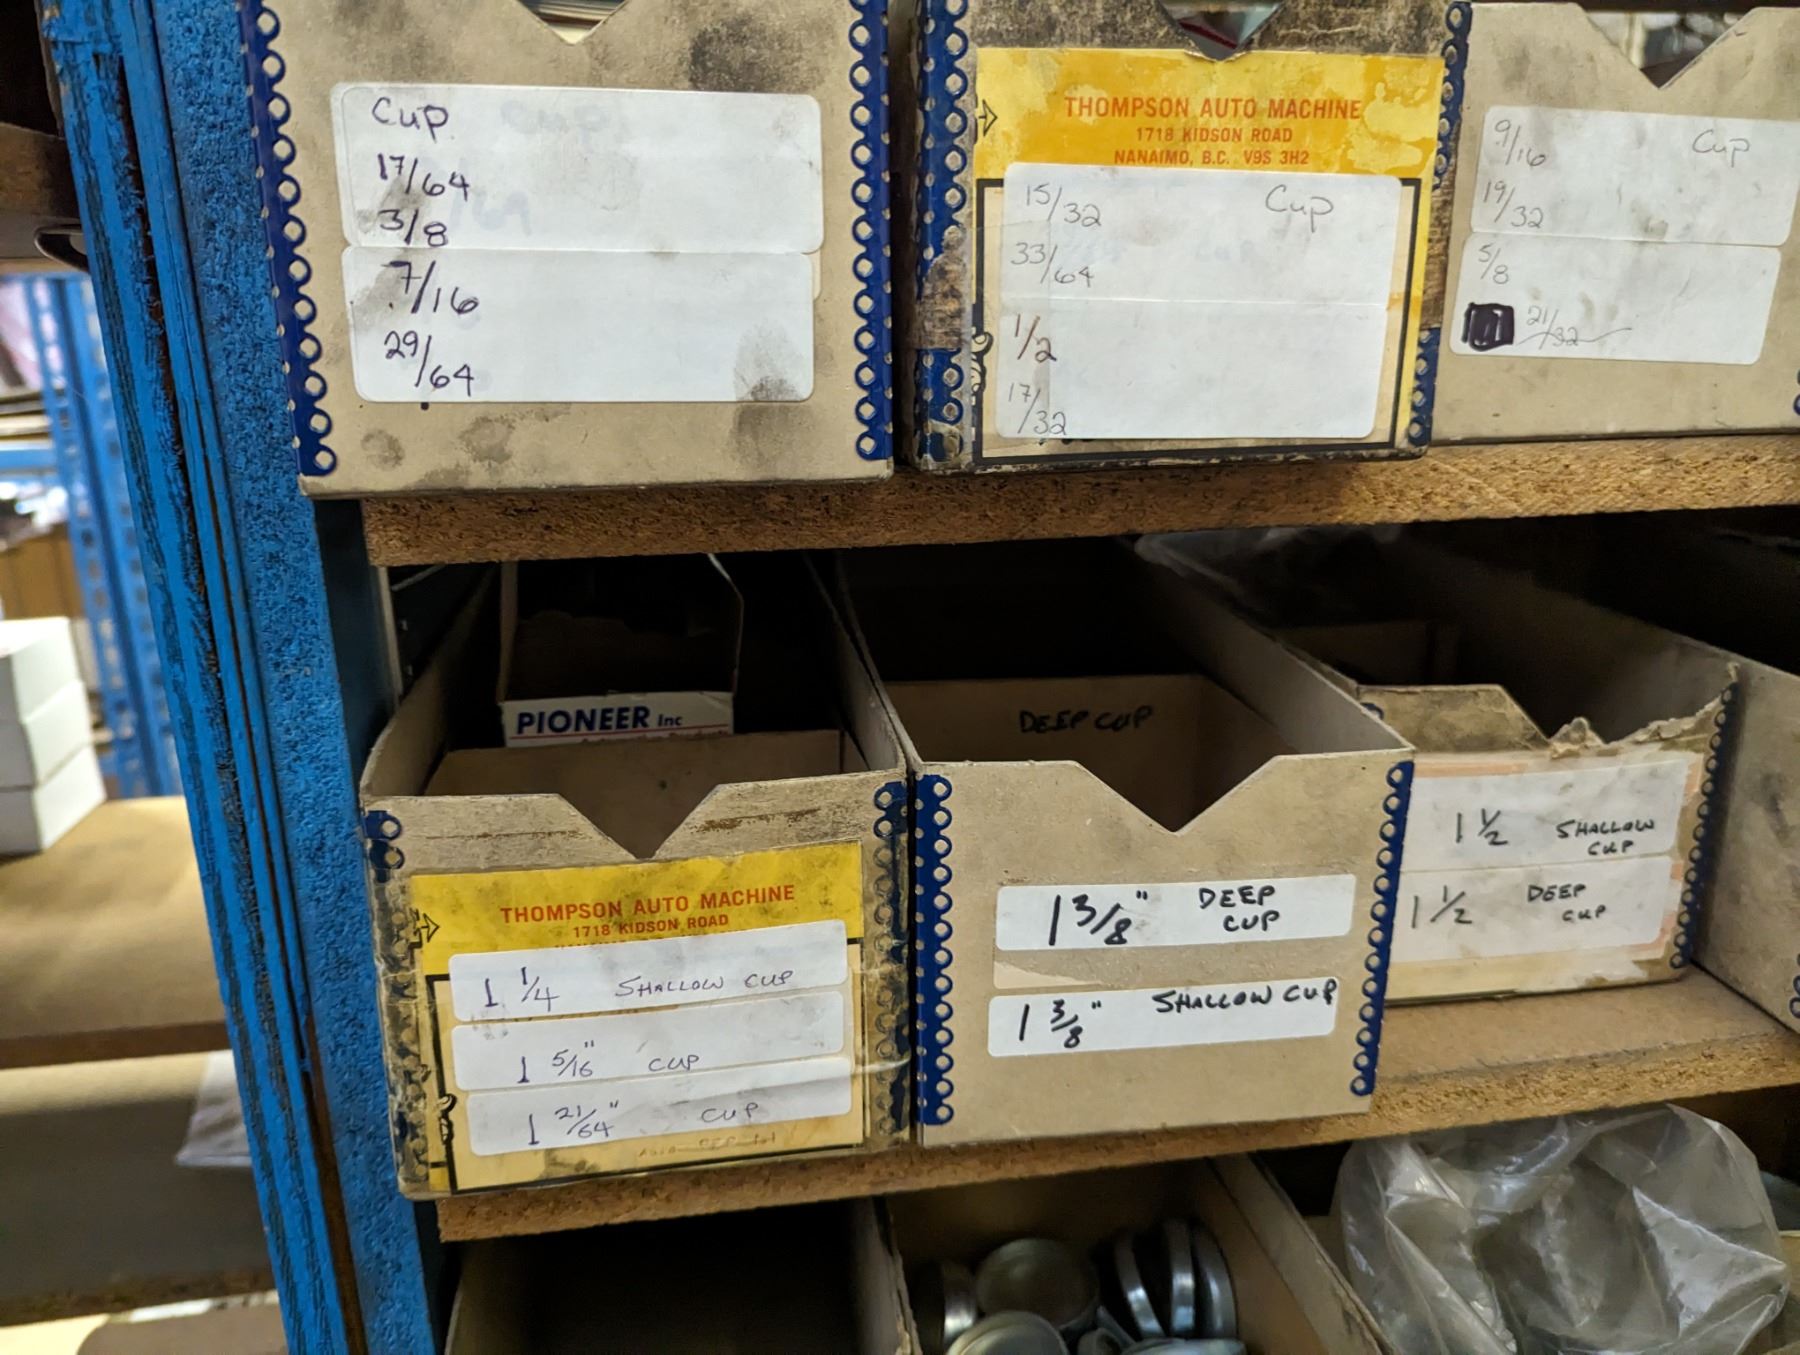 Cup
17/64
3/8
7/16
29/64
THOMPSON AUTO MACHINE
1718 KIDSON ROAD
NANAIMO, B.C. V9S 3H2
15/32 Cup
33/64
1/2
17/32
9/16 Cup
19/32
5/8
21/32
PIONEER Inc
DEEP CUP
THOMPSON AUTO MACHINE
1718 KIDSON ROAD
1 1/4 SHALLOW CUP
1 5/16" CUP
1 21/64" CUP
1 3/8" DEEP
CUP
1 3/8" SHALLOW CUP
1 1/2 SHALLOW
CUP
1 1/2 DEEP
CUP